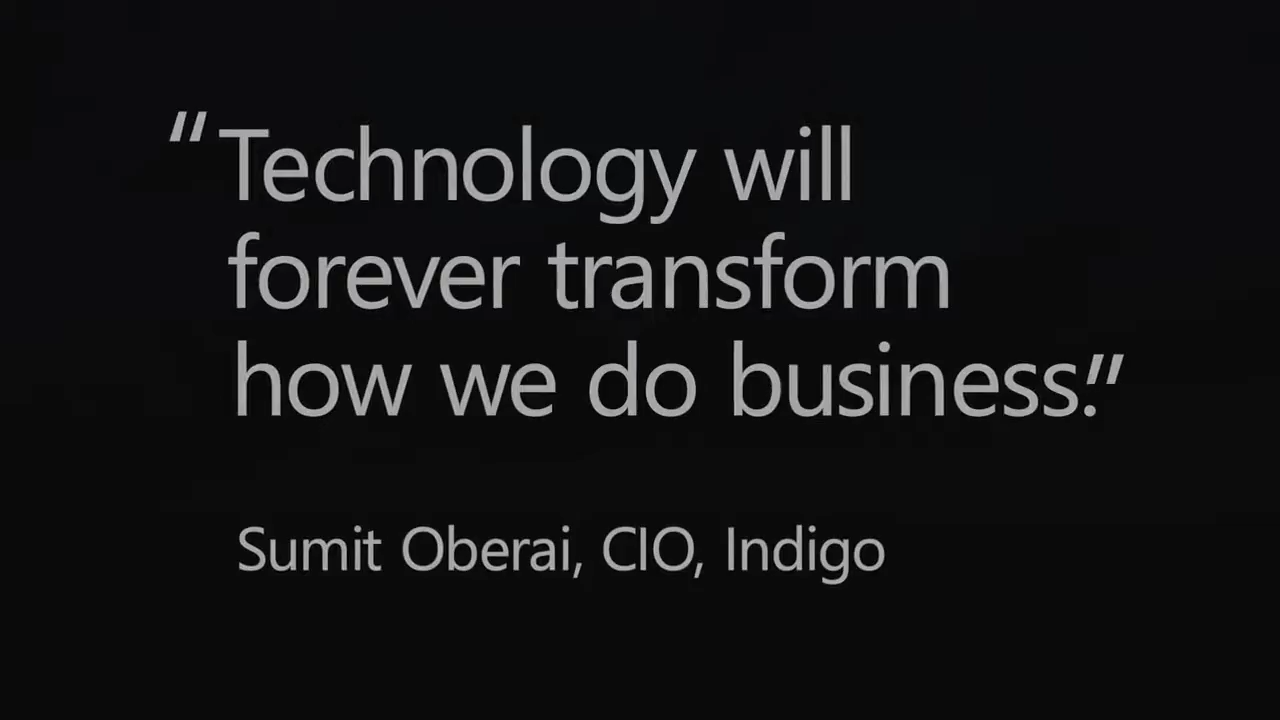 “Technology will
forever transform
how we do business.”
Sumit Oberai, CIO, Indigo